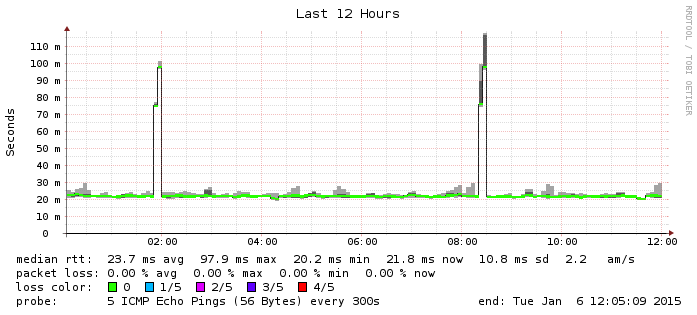 Last 12 Hours
RRDTOOL / TOBI OETIKER
Seconds
110 m
100 m
90 m
80 m
70 m
60 m
50 m
40 m
30 m
20 m
10 m
0
02:00 04:00 06:00 08:00 10:00 12:00
median rtt: 23.7 ms avg 97.9 ms max 20.2 ms min 21.8 ms now 10.8 ms sd 2.2 am/s
packet loss: 0.00 % avg 0.00 % max 0.00 % min 0.00 % now
loss color: 0 1/5 2/5 3/5 4/5
probe: 5 ICMP Echo Pings (56 Bytes) every 300s end: Tue Jan 6 12:05:09 2015